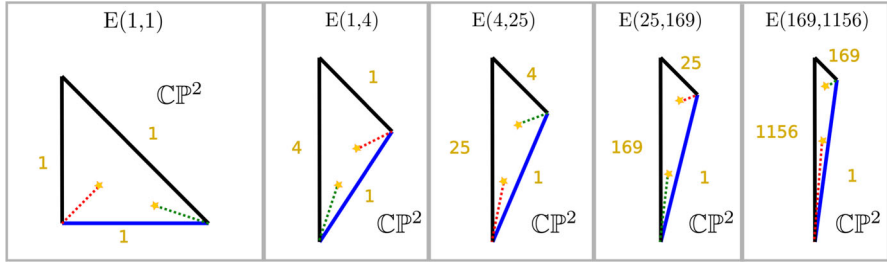 E(1,1)
ℂℙ²
1
1
1
E(1,4)
1
4
1
ℂℙ²
E(4,25)
4
25
1
ℂℙ²
E(25,169)
25
169
1
ℂℙ²
E(169,1156)
169
1156
1
ℂℙ²